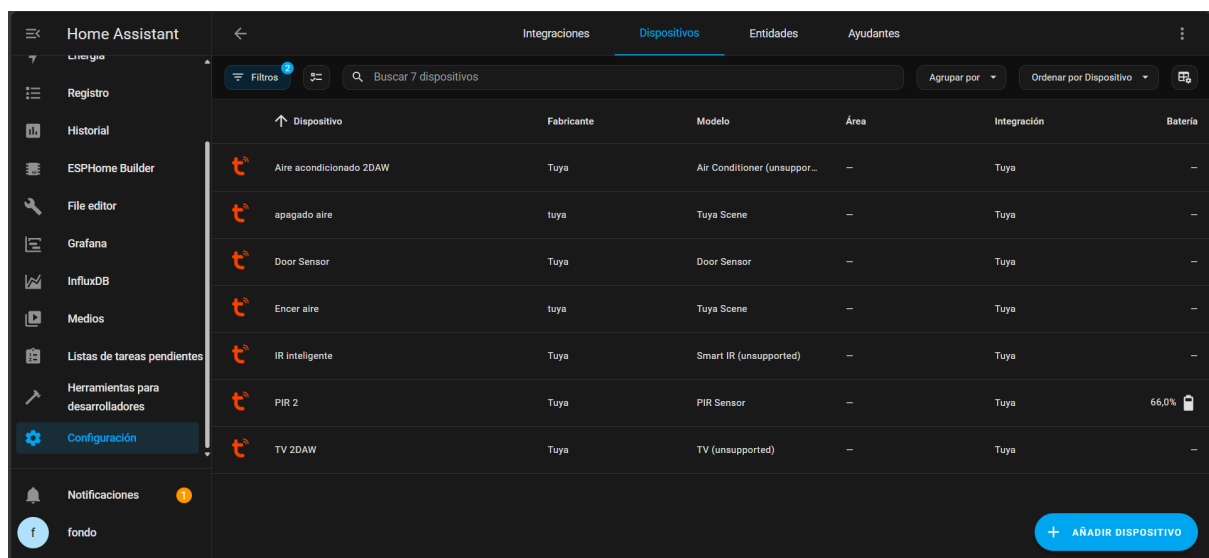 Home Assistant
Integraciones Dispositivos Entidades Ayudantes
Energía
Filtros 2 Buscar 7 dispositivos Agrupar por Ordenar por Dispositivo
Registro
Historial
ESPHome Builder
File editor
Grafana
InfluxDB
Medios
Listas de tareas pendientes
Herramientas para
desarrolladores
Configuración
Notificaciones 1
f fondo
Dispositivo Fabricante Modelo Área Integración Batería
Aire acondicionado 2DAW Tuya Air Conditioner (unsuppor... – Tuya –
apagado aire tuya Tuya Scene – Tuya –
Door Sensor Tuya Door Sensor – Tuya –
Encer aire tuya Tuya Scene – Tuya –
IR inteligente Tuya Smart IR (unsupported) – Tuya –
PIR 2 Tuya PIR Sensor – Tuya 66,0%
TV 2DAW Tuya TV (unsupported) – Tuya –
+ AÑADIR DISPOSITIVO